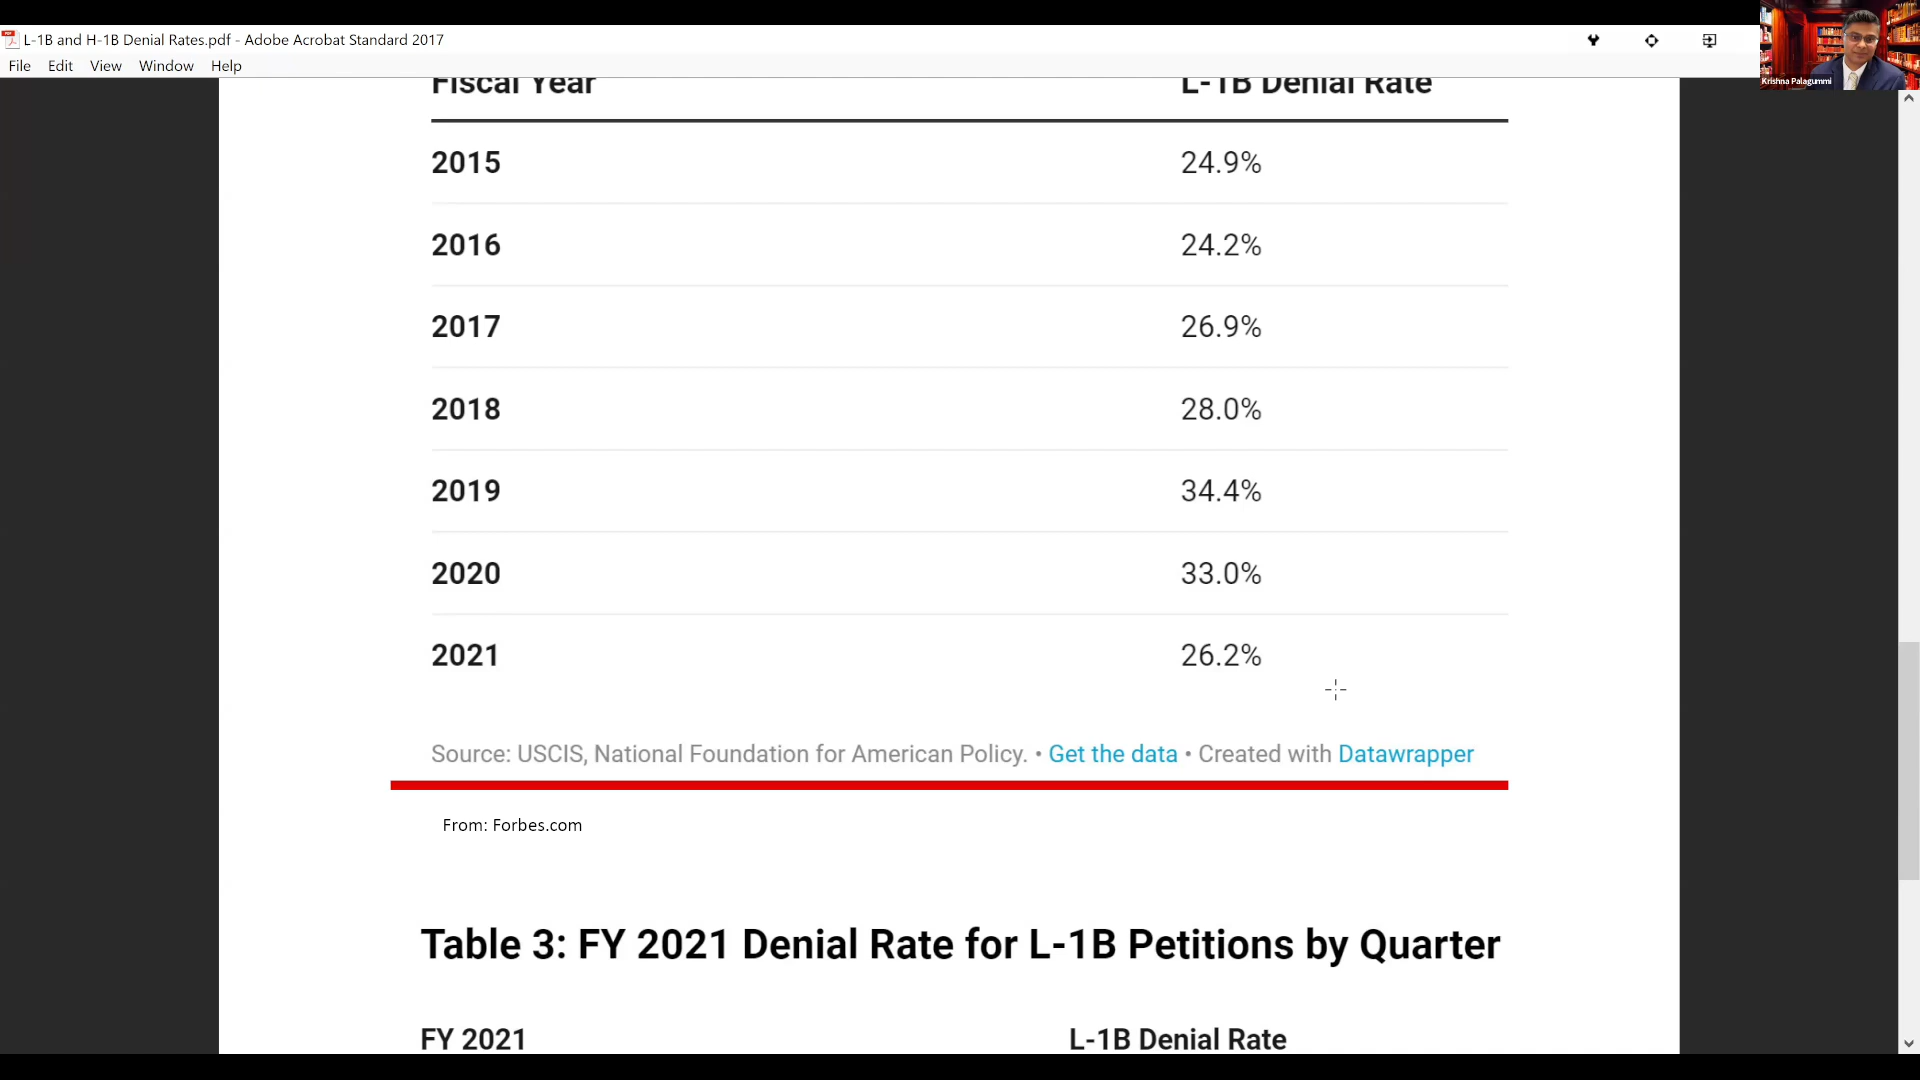 L-1B and H-1B Denial Rates.pdf - Adobe Acrobat Standard 2017
File Edit View Window Help
Krishna Palagummi
Fiscal Year L-1B Denial Rate
2015 24.9%
2016 24.2%
2017 26.9%
2018 28.0%
2019 34.4%
2020 33.0%
2021 26.2%
Source: USCIS, National Foundation for American Policy. • Get the data • Created with Datawrapper
From: Forbes.com
Table 3: FY 2021 Denial Rate for L-1B Petitions by Quarter
FY 2021 L-1B Denial Rate